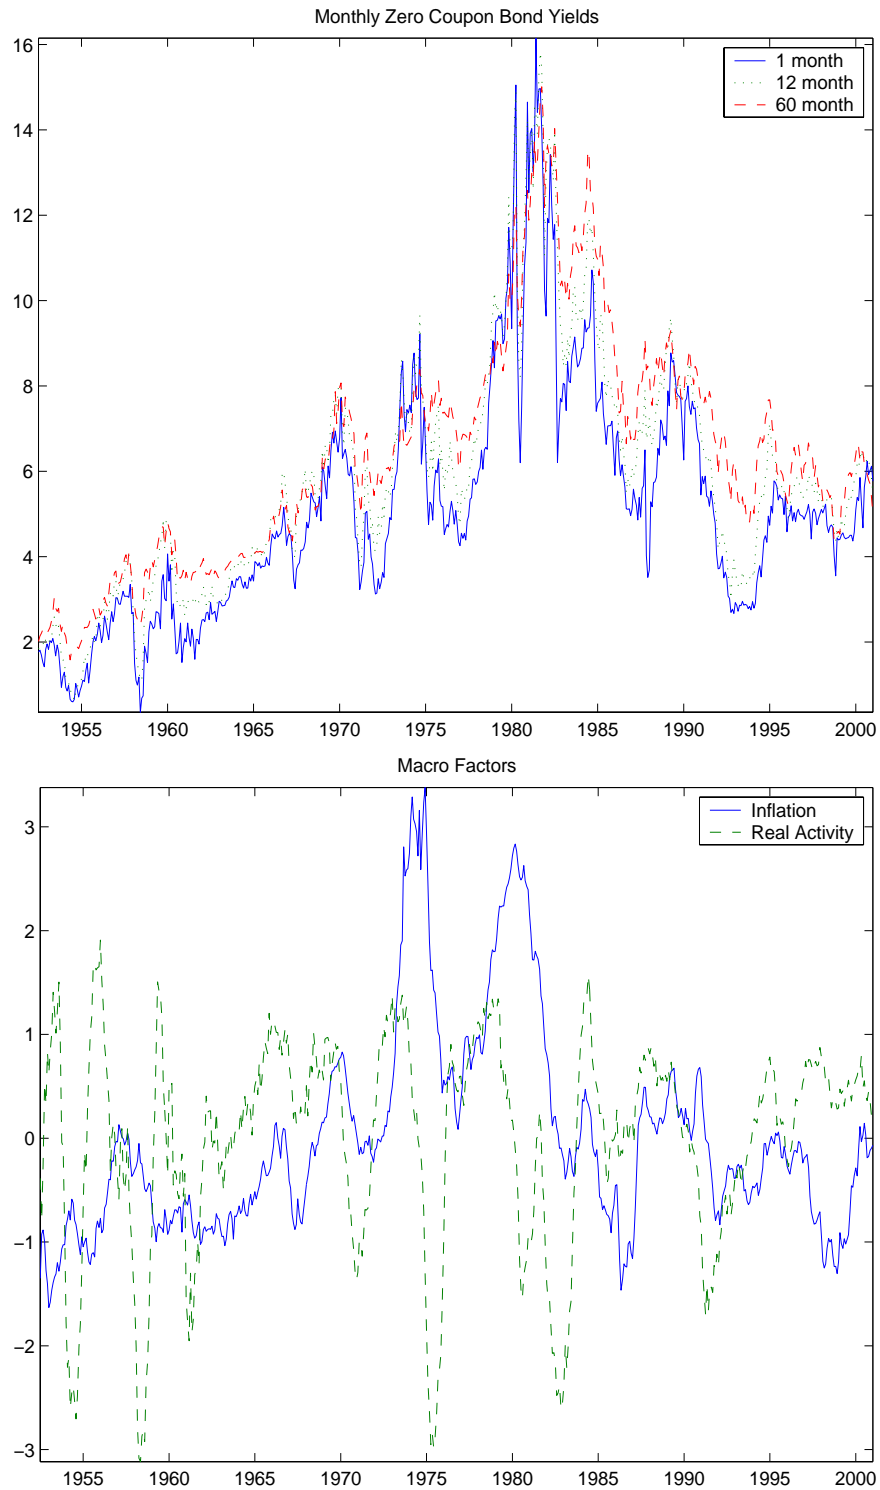 Monthly Zero Coupon Bond Yields
16
14
12
10
8
6
4
2
1 month
12 month
60 month
1955 1960 1965 1970 1975 1980 1985 1990 1995 2000
Macro Factors
3
2
1
0
−1
−2
−3
Inflation
Real Activity
1955 1960 1965 1970 1975 1980 1985 1990 1995 2000